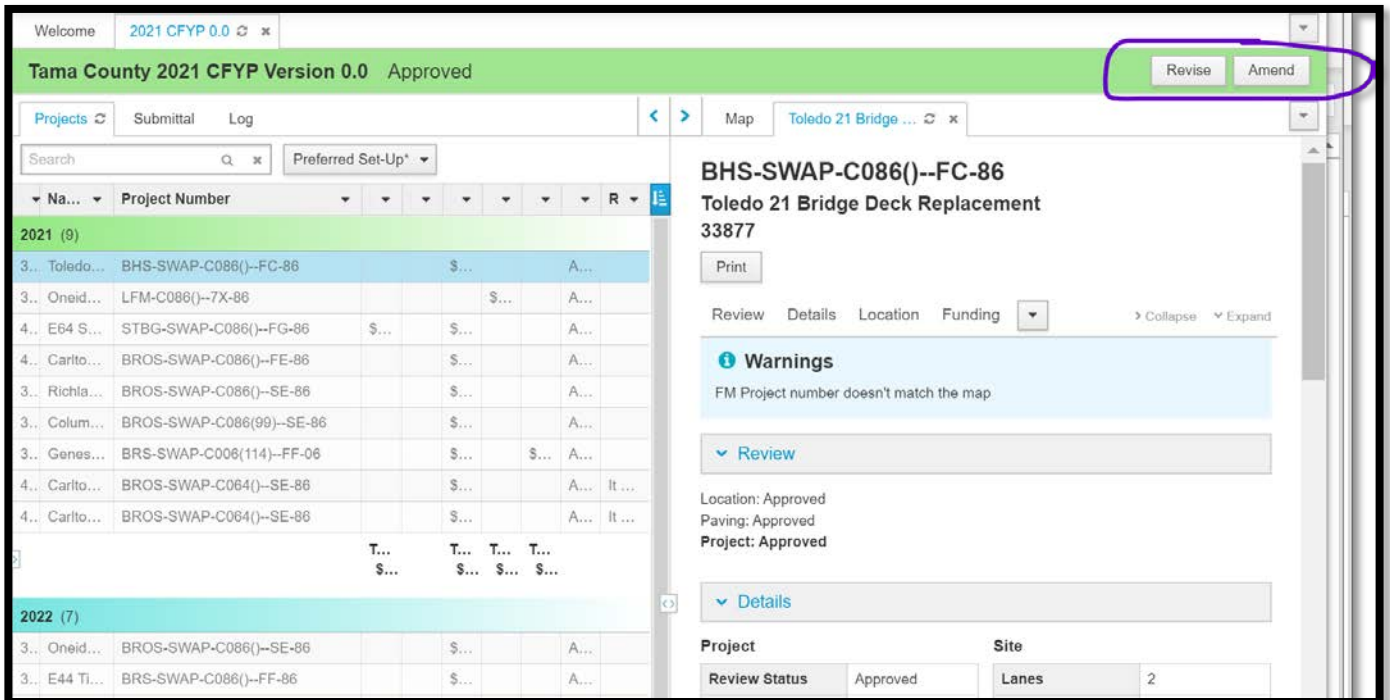 Welcome 2021 CFYP 0.0
Tama County 2021 CFYP Version 0.0 Approved Revise Amend
Projects Submittal Log
Search Preferred Set-Up*
Na... Project Number R
2021 (9)
3.. Toledo... BHS-SWAP-C086()--FC-86 $... A...
3.. Oneid... LFM-C086()--7X-86 $... A...
4.. E64 S... STBG-SWAP-C086()--FG-86 $... $... A...
4.. Carlto... BROS-SWAP-C086()--FE-86 $... A...
3.. Richla... BROS-SWAP-C086()--SE-86 $... A...
3.. Colum... BROS-SWAP-C086(99)--SE-86 $... A...
3.. Genes... BRS-SWAP-C006(114)--FF-06 $... $... A...
4.. Carlto... BROS-SWAP-C064()--SE-86 $... A... It ...
4.. Carlto... BROS-SWAP-C064()--SE-86 $... A... It ...
T... T... T... T...
$... $... $... $...
2022 (7)
3.. Oneid... BROS-SWAP-C086()--SE-86 $... A...
3.. E44 Ti... BRS-SWAP-C086()--FF-86 $... A...
Map Toledo 21 Bridge ...
BHS-SWAP-C086()--FC-86
Toledo 21 Bridge Deck Replacement
33877
Print
Review Details Location Funding Collapse Expand
Warnings
FM Project number doesn't match the map
Review
Location: Approved
Paving: Approved
Project: Approved
Details
Project Site
Review Status Approved Lanes 2